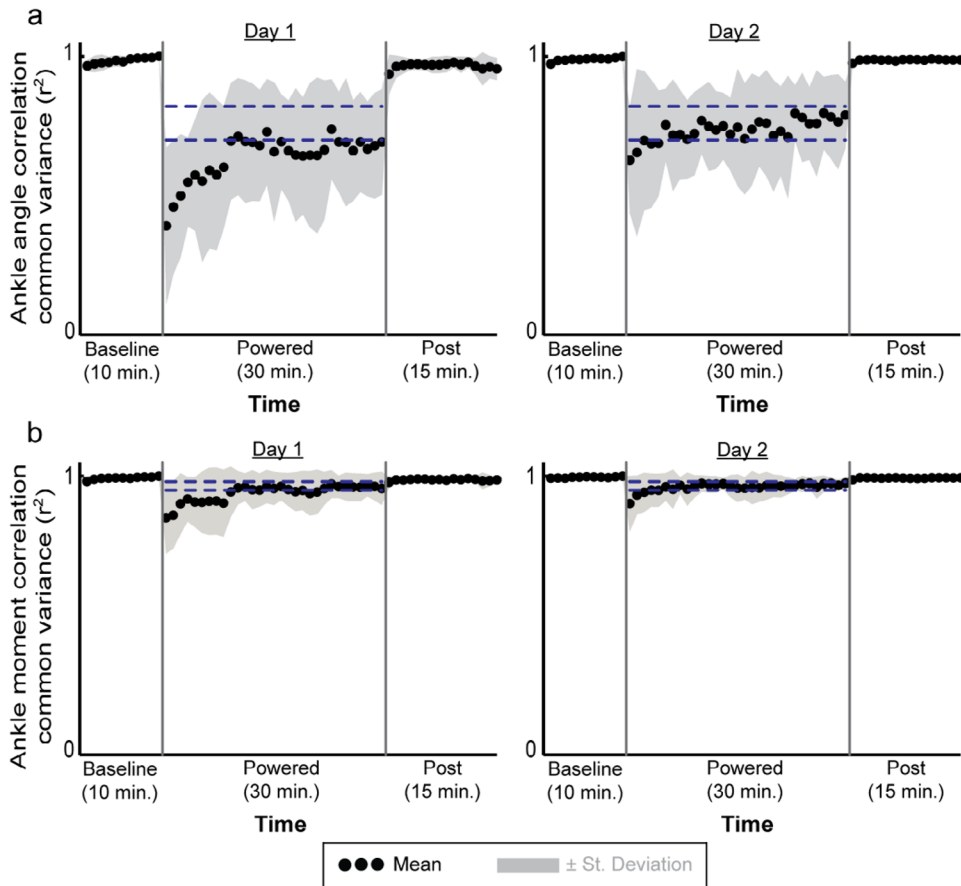 a
Day 1
Day 2
Ankle angle correlation
common variance (r²)
1
0
1
0
Baseline
(10 min.)
Powered
(30 min.)
Post
(15 min.)
Time
Baseline
(10 min.)
Powered
(30 min.)
Post
(15 min.)
Time
b
Day 1
Day 2
Ankle moment correlation
common variance (r²)
1
0
1
0
Baseline
(10 min.)
Powered
(30 min.)
Post
(15 min.)
Time
Baseline
(10 min.)
Powered
(30 min.)
Post
(15 min.)
Time
Mean
± St. Deviation